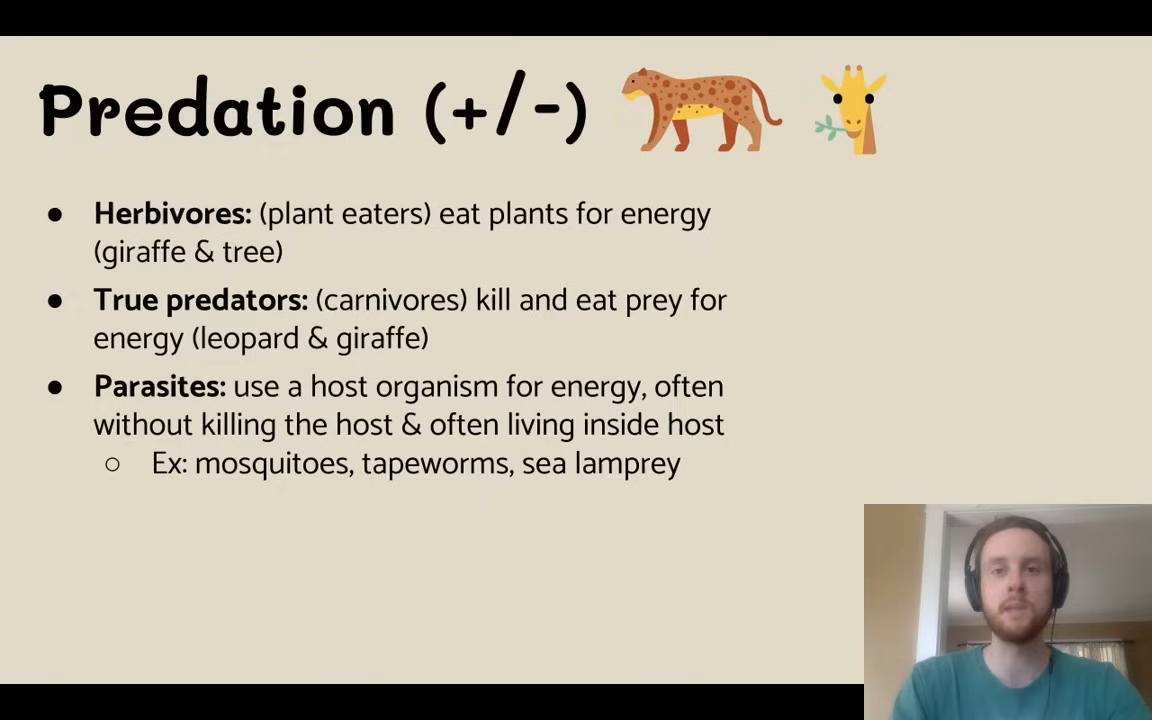 Predation (+/-)
● Herbivores: (plant eaters) eat plants for energy
(giraffe & tree)
● True predators: (carnivores) kill and eat prey for
energy (leopard & giraffe)
● Parasites: use a host organism for energy, often
without killing the host & often living inside host
○ Ex: mosquitoes, tapeworms, sea lamprey